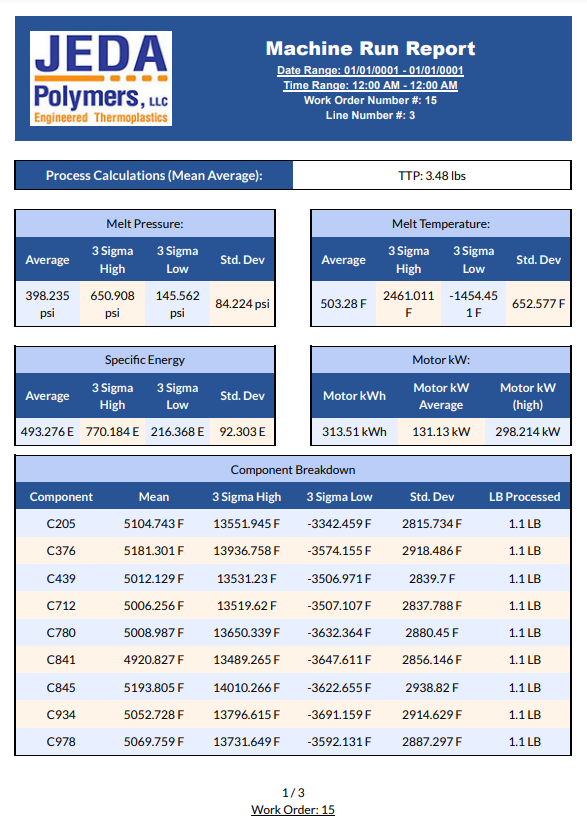 JEDA
Polymers, LLC
Engineered Thermoplastics
Machine Run Report
Date Range: 01/01/0001 - 01/01/0001
Time Range: 12:00 AM - 12:00 AM
Work Order Number #: 15
Line Number #: 3
Process Calculations (Mean Average): TTP: 3.48 lbs
Melt Pressure:
Average 3 Sigma High 3 Sigma Low Std. Dev
398.235 psi 650.908 psi 145.562 psi 84.224 psi
Melt Temperature:
Average 3 Sigma High 3 Sigma Low Std. Dev
503.28 F 2461.011 F -1454.451 F 652.577 F
Specific Energy
Average 3 Sigma High 3 Sigma Low Std. Dev
493.276 E 770.184 E 216.368 E 92.303 E
Motor kW:
Motor kWh Motor kW Average Motor kW (high)
313.51 kWh 131.13 kW 298.214 kW
Component Breakdown
Component Mean 3 Sigma High 3 Sigma Low Std. Dev LB Processed
C205 5104.743 F 13551.945 F -3342.459 F 2815.734 F 1.1 LB
C376 5181.301 F 13936.758 F -3574.155 F 2918.486 F 1.1 LB
C439 5012.129 F 13531.23 F -3506.971 F 2839.7 F 1.1 LB
C712 5006.256 F 13519.62 F -3507.107 F 2837.788 F 1.1 LB
C780 5008.987 F 13650.339 F -3632.364 F 2880.45 F 1.1 LB
C841 4920.827 F 13489.265 F -3647.611 F 2856.146 F 1.1 LB
C845 5193.805 F 14010.266 F -3622.655 F 2938.82 F 1.1 LB
C934 5052.728 F 13796.615 F -3691.159 F 2914.629 F 1.1 LB
C978 5069.759 F 13731.649 F -3592.131 F 2887.297 F 1.1 LB
1 / 3
Work Order: 15